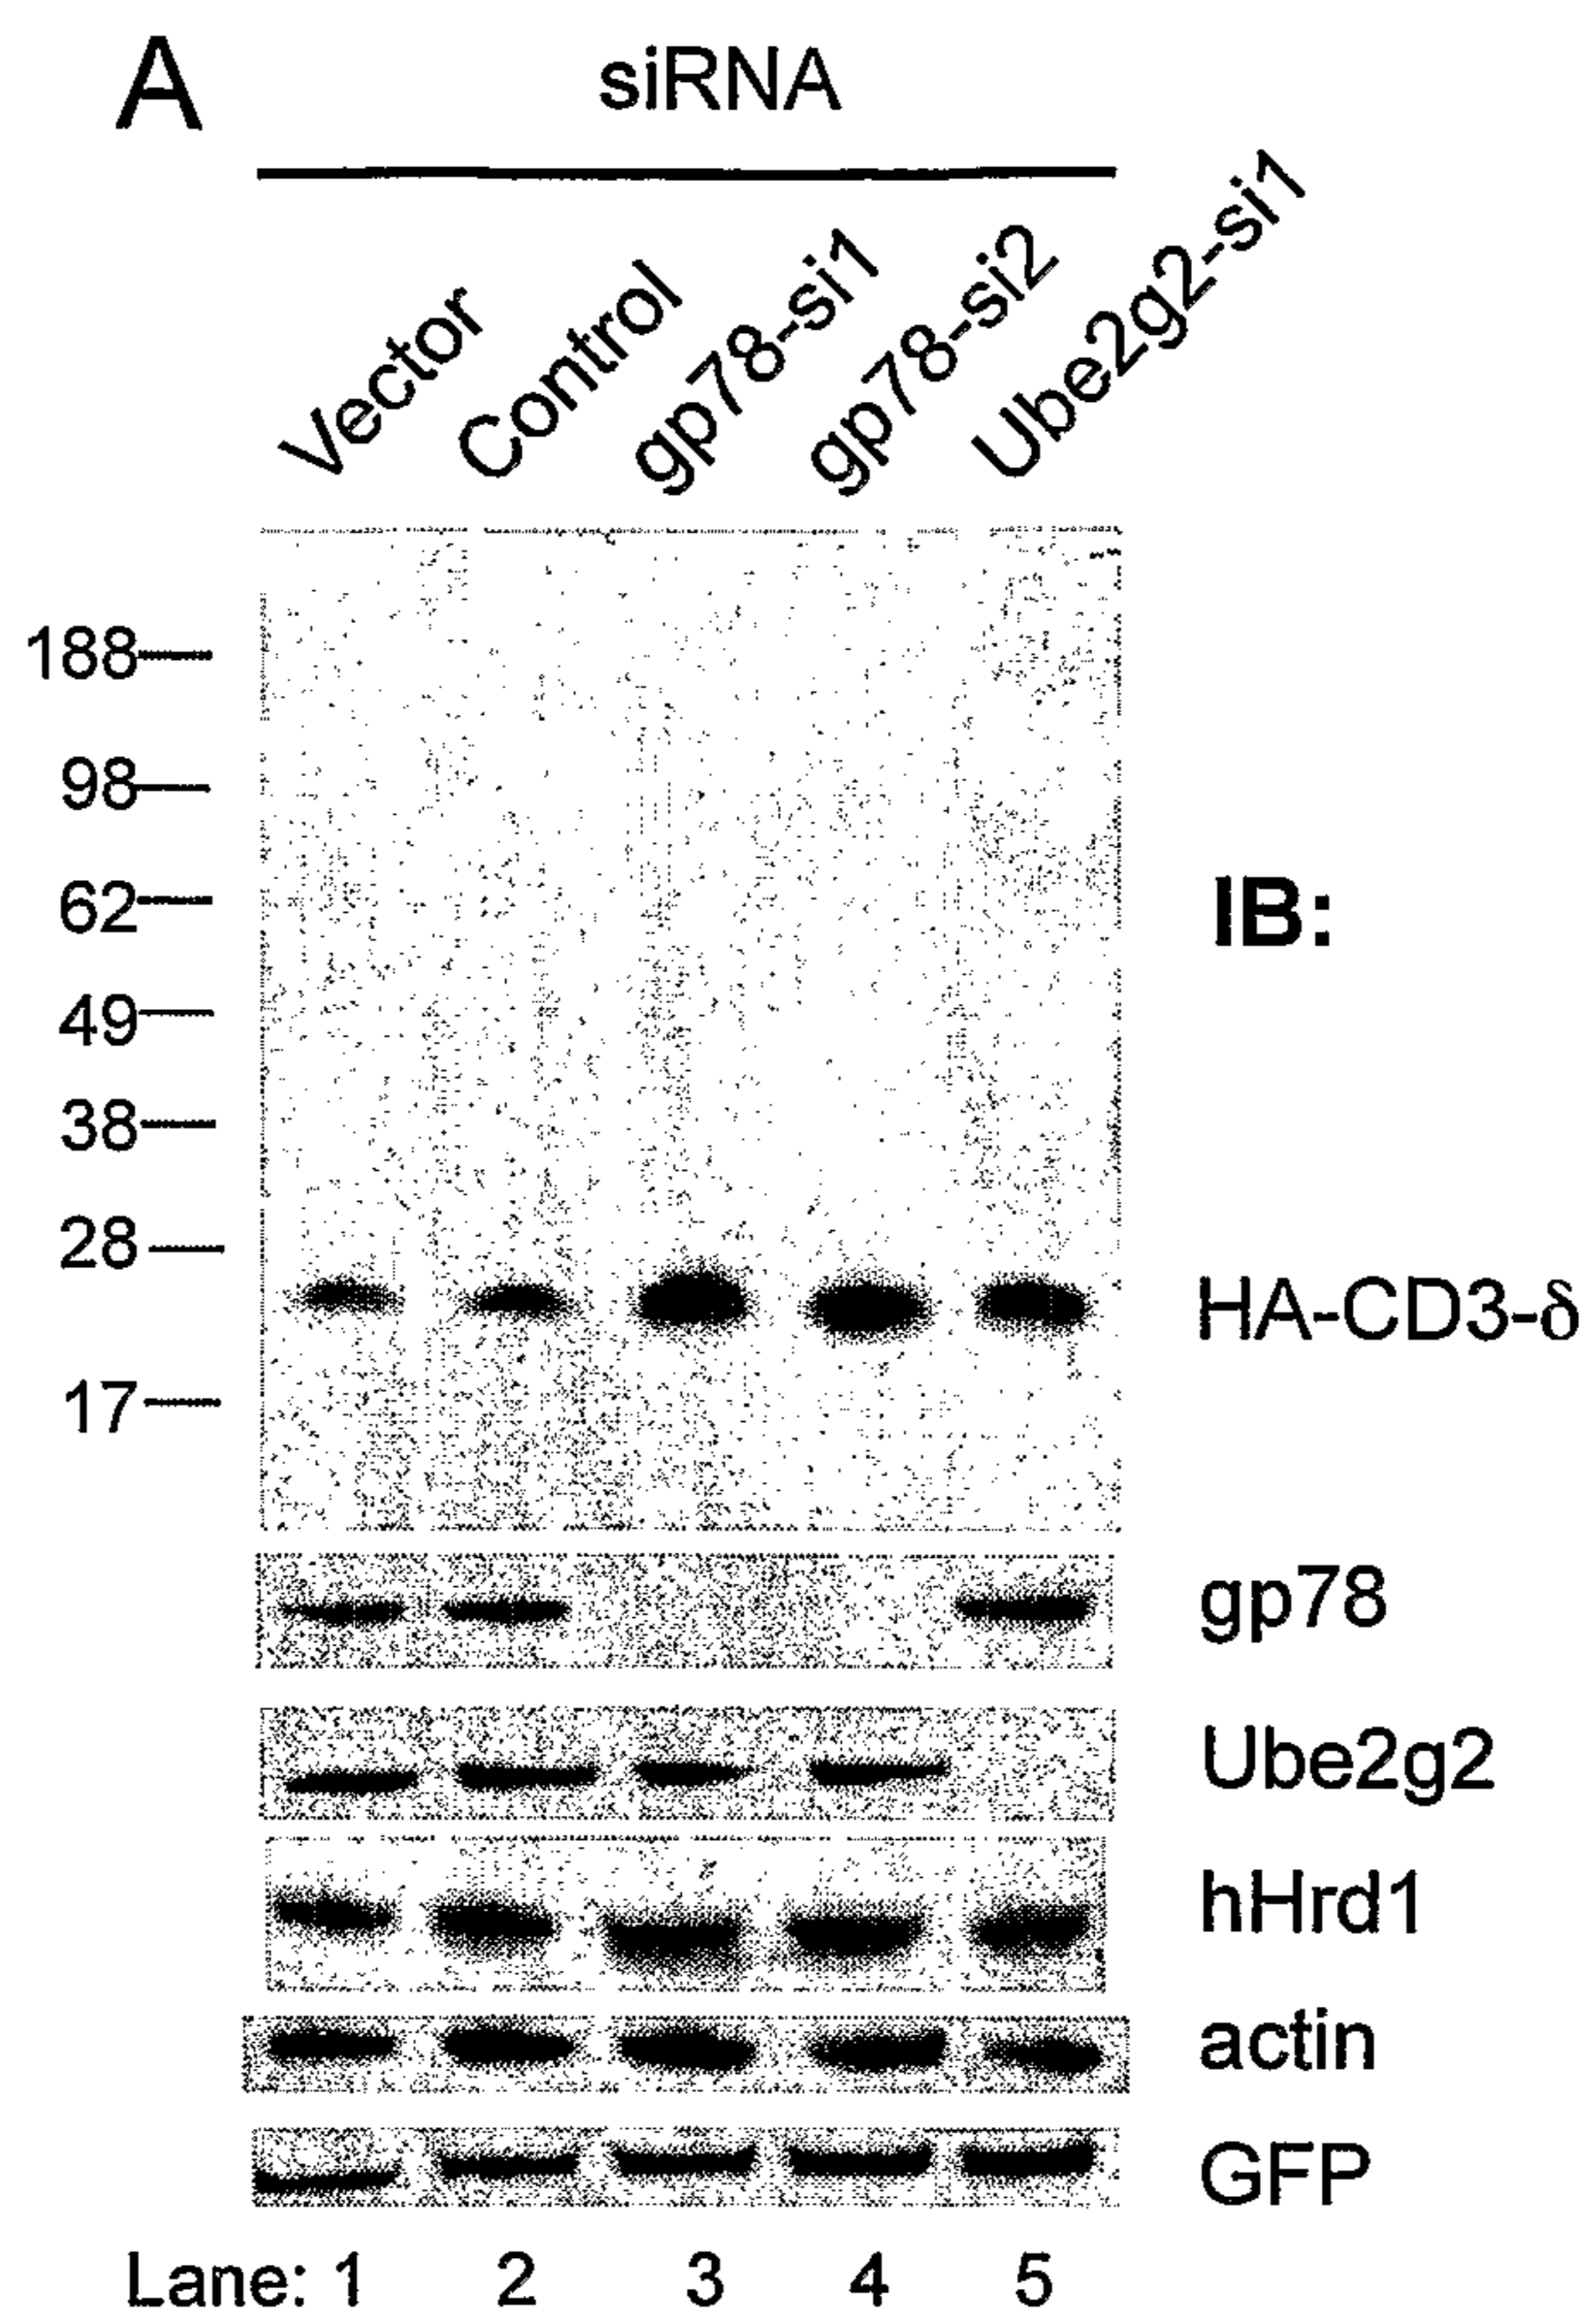 A
siRNA
Vector
Control
gp78-si1
gp78-si2
Ube2g2-si1
188
98
62
IB:
49
38
28
HA-CD3-δ
17
gp78
Ube2g2
hHrd1
actin
GFP
Lane: 1 2 3 4 5